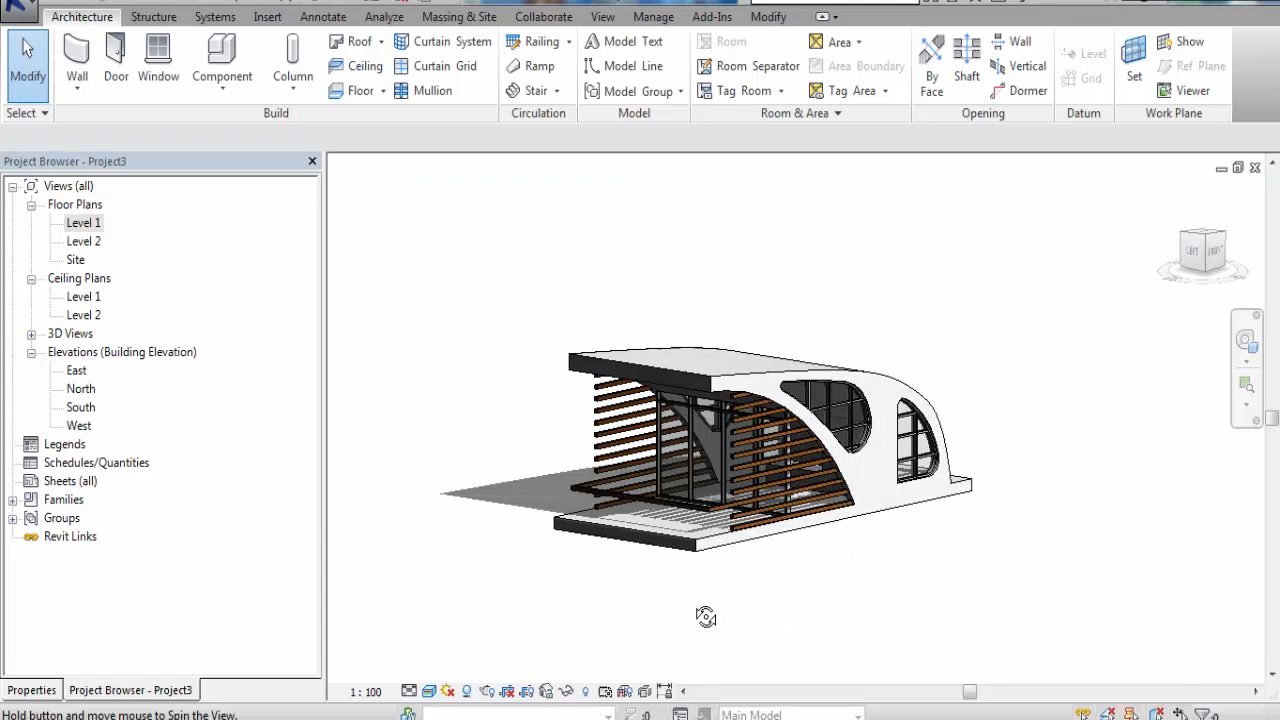 Architecture Structure Systems Insert Annotate Analyze Massing & Site Collaborate View Manage Add-Ins Modify
Modify Wall Door Window Component Column
Roof Curtain System
Ceiling Curtain Grid
Floor Mullion
Railing
Ramp
Stair
Model Text
Model Line
Model Group
Room
Room Separator
Tag Room
Area
Area Boundary
Tag Area
By Face Shaft
Wall
Vertical
Dormer
Level
Grid
Set
Show
Ref Plane
Viewer
Select Build Circulation Model Room & Area Opening Datum Work Plane
Project Browser - Project3
Views (all)
Floor Plans
Level 1
Level 2
Site
Ceiling Plans
Level 1
Level 2
3D Views
Elevations (Building Elevation)
East
North
South
West
Legends
Schedules/Quantities
Sheets (all)
Families
Groups
Revit Links
LEFT FRONT
Properties Project Browser - Project3
1 : 100
Hold button and move mouse to Spin the View.
:0
Main Model
:0